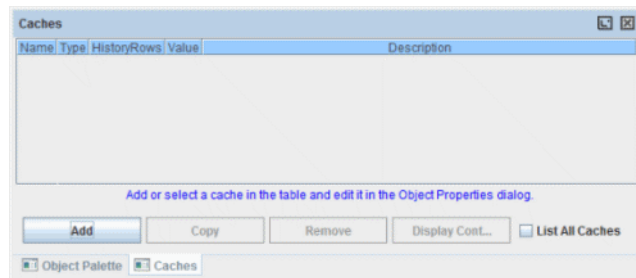 Caches
Name Type HistoryRows Value Description
Add or select a cache in the table and edit it in the Object Properties dialog.
Add Copy Remove Display Cont... List All Caches
Object Palette Caches